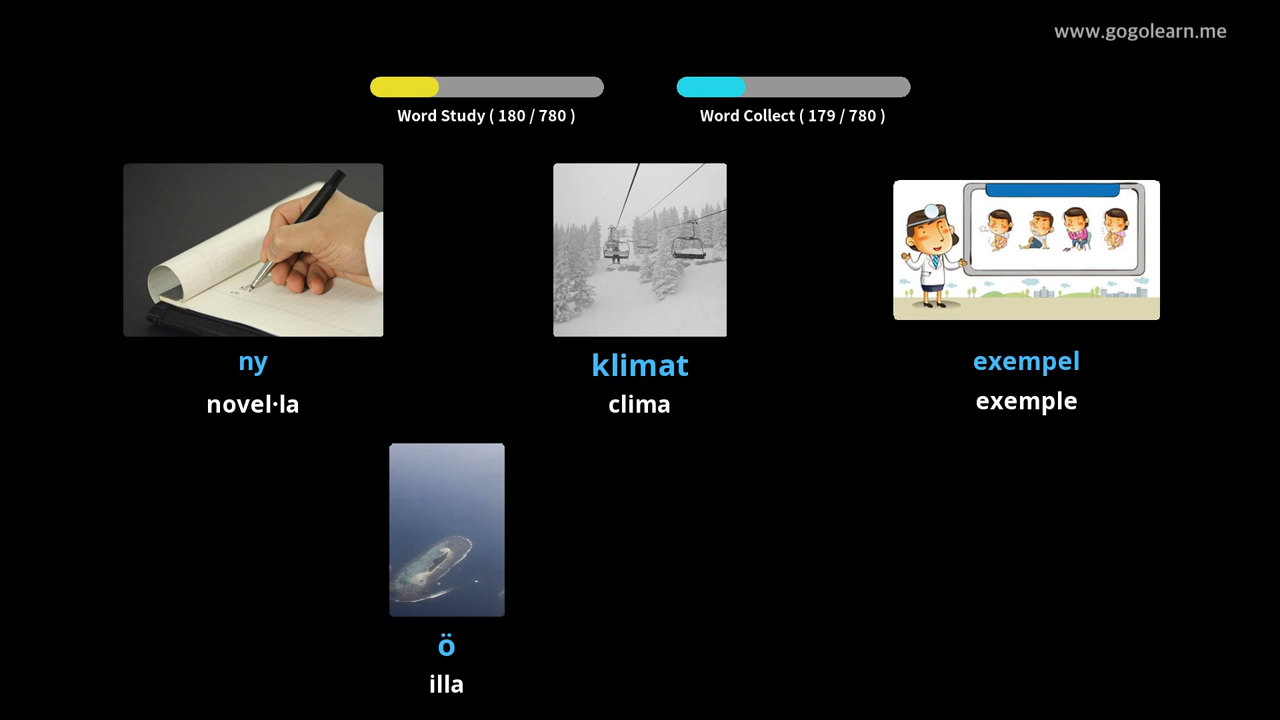 www.gogolearn.me
Word Study ( 180 / 780 )
Word Collect ( 179 / 780 )
ny
novel·la
klimat
clima
exempel
exemple
ö
illa